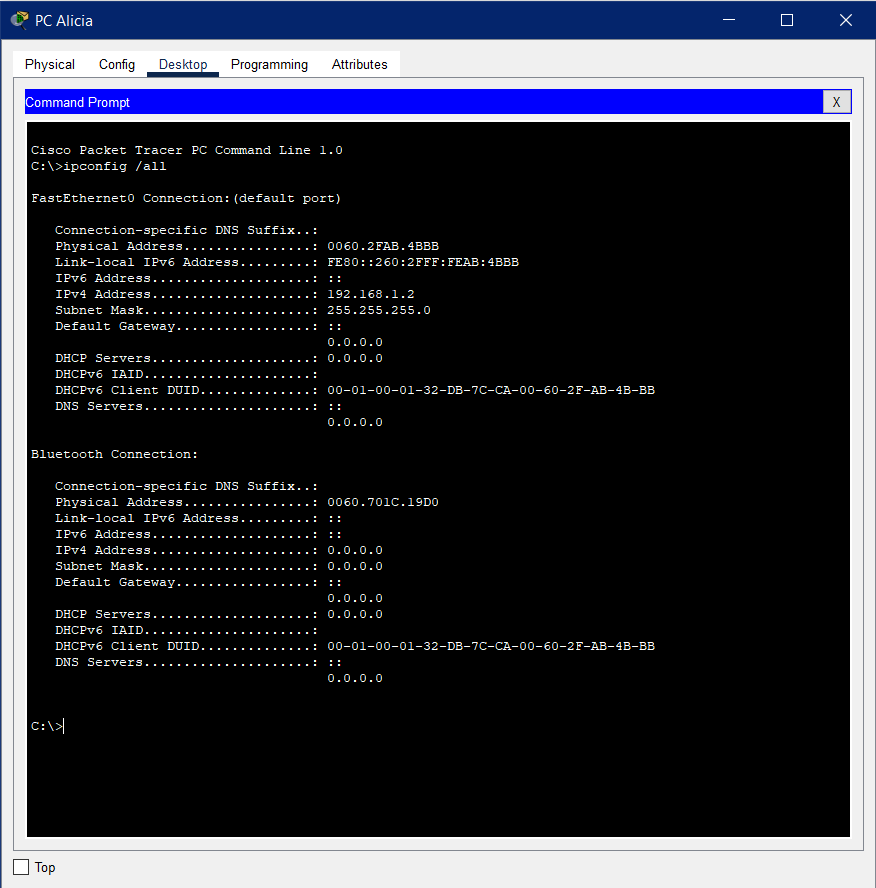 PC Alicia
Physical Config Desktop Programming Attributes
Command Prompt X
Cisco Packet Tracer PC Command Line 1.0
C:\>ipconfig /all
FastEthernet0 Connection:(default port)
Connection-specific DNS Suffix..:
Physical Address................: 0060.2FAB.4BBB
Link-local IPv6 Address.........: FE80::260:2FFF:FEAB:4BBB
IPv6 Address....................: ::
IPv4 Address....................: 192.168.1.2
Subnet Mask.....................: 255.255.255.0
Default Gateway.................: ::
0.0.0.0
DHCP Servers....................: 0.0.0.0
DHCPv6 IAID.....................:
DHCPv6 Client DUID..............: 00-01-00-01-32-DB-7C-CA-00-60-2F-AB-4B-BB
DNS Servers.....................: ::
0.0.0.0
Bluetooth Connection:
Connection-specific DNS Suffix..:
Physical Address................: 0060.701C.19D0
Link-local IPv6 Address.........: ::
IPv6 Address....................: ::
IPv4 Address....................: 0.0.0.0
Subnet Mask.....................: 0.0.0.0
Default Gateway.................: ::
0.0.0.0
DHCP Servers....................: 0.0.0.0
DHCPv6 IAID.....................:
DHCPv6 Client DUID..............: 00-01-00-01-32-DB-7C-CA-00-60-2F-AB-4B-BB
DNS Servers.....................: ::
0.0.0.0
C:\>
Top